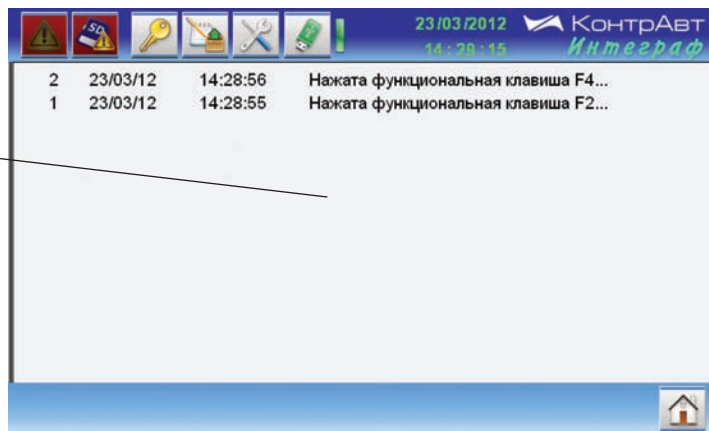 SD
23/03/2012 КонтрАвт
14:29:15 Интеграф
2 23/03/12 14:28:56 Нажата функциональная клавиша F4...
1 23/03/12 14:28:55 Нажата функциональная клавиша F2...